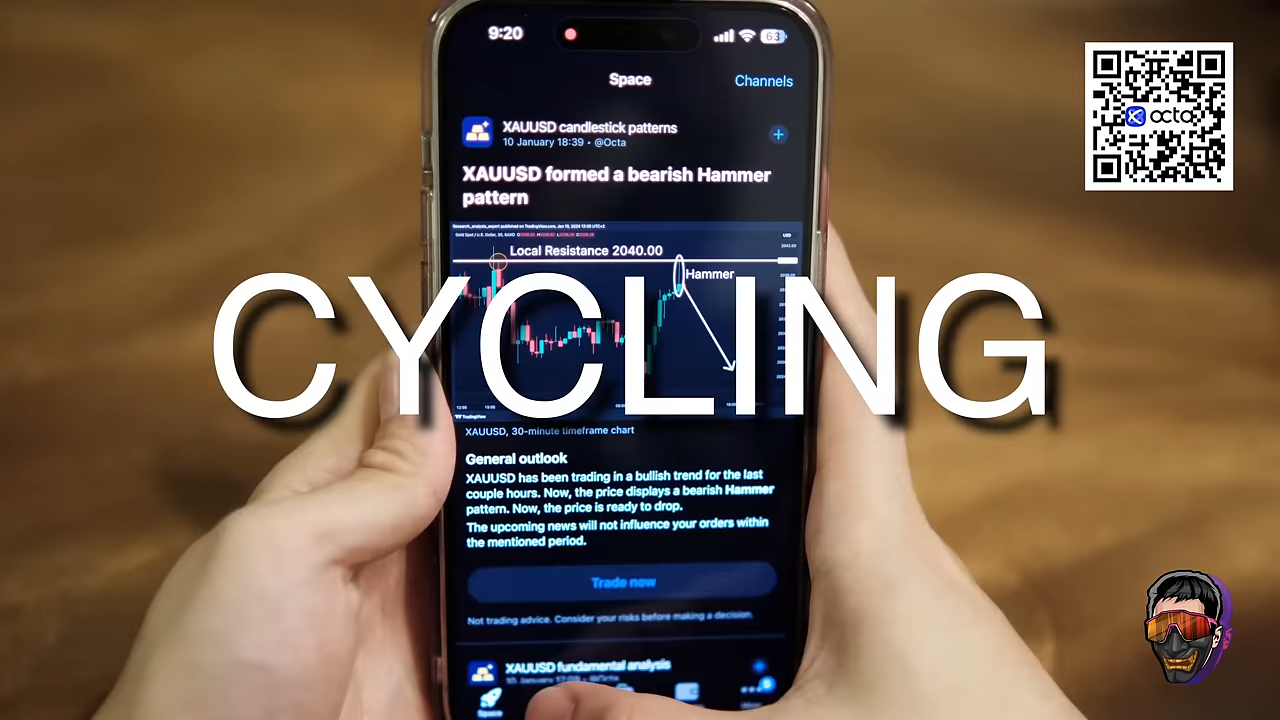 9:20
63
Space
Channels
XAUUSD candlestick patterns
10 January 18:39 • @Octa
XAUUSD formed a bearish Hammer
pattern
Local Resistance 2040.00
Hammer
CYCLING
TradingView
XAUUSD, 30-minute timeframe chart
General outlook
XAUUSD has been trading in a bullish trend for the last
couple hours. Now, the price displays a bearish Hammer
pattern. Now, the price is ready to drop.
The upcoming news will not influence your orders within
the mentioned period.
Trade now
Not trading advice. Consider your risks before making a decision.
XAUUSD fundamental analysis
Space
octa